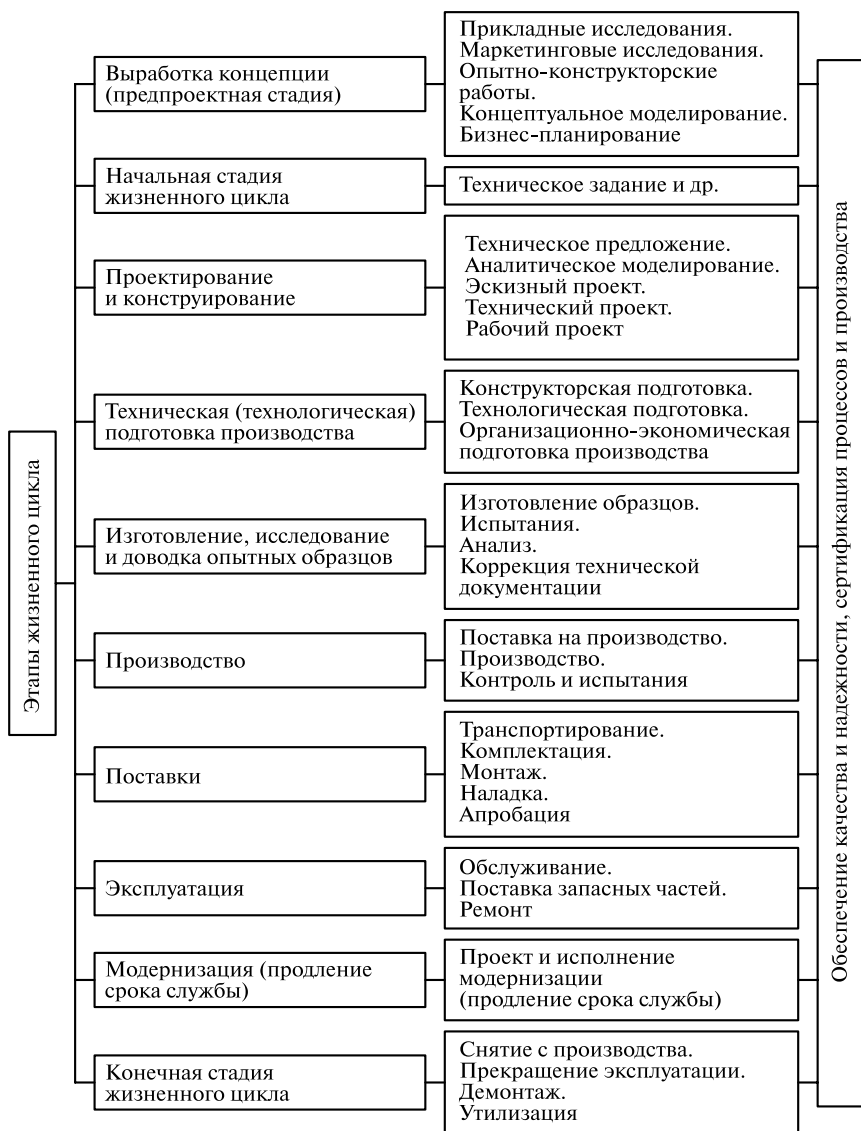 Этапы жизненного цикла
Выработка концепции
(предпроектная стадия)
Прикладные исследования.
Маркетинговые исследования.
Опытно-конструкторские
работы.
Концептуальное моделирование.
Бизнес-планирование
Начальная стадия
жизненного цикла
Техническое задание и др.
Проектирование
и конструирование
Техническое предложение.
Аналитическое моделирование.
Эскизный проект.
Технический проект.
Рабочий проект
Техническая (технологическая)
подготовка производства
Конструкторская подготовка.
Технологическая подготовка.
Организационно-экономическая
подготовка производства
Изготовление, исследование
и доводка опытных образцов
Изготовление образцов.
Испытания.
Анализ.
Коррекция технической
документации
Производство
Поставка на производство.
Производство.
Контроль и испытания
Поставки
Транспортирование.
Комплектация.
Монтаж.
Наладка.
Апробация
Эксплуатация
Обслуживание.
Поставка запасных частей.
Ремонт
Модернизация (продление
срока службы)
Проект и исполнение
модернизации
(продление срока службы)
Конечная стадия
жизненного цикла
Снятие с производства.
Прекращение эксплуатации.
Демонтаж.
Утилизация
Обеспечение качества и надежности, сертификация процессов и производства